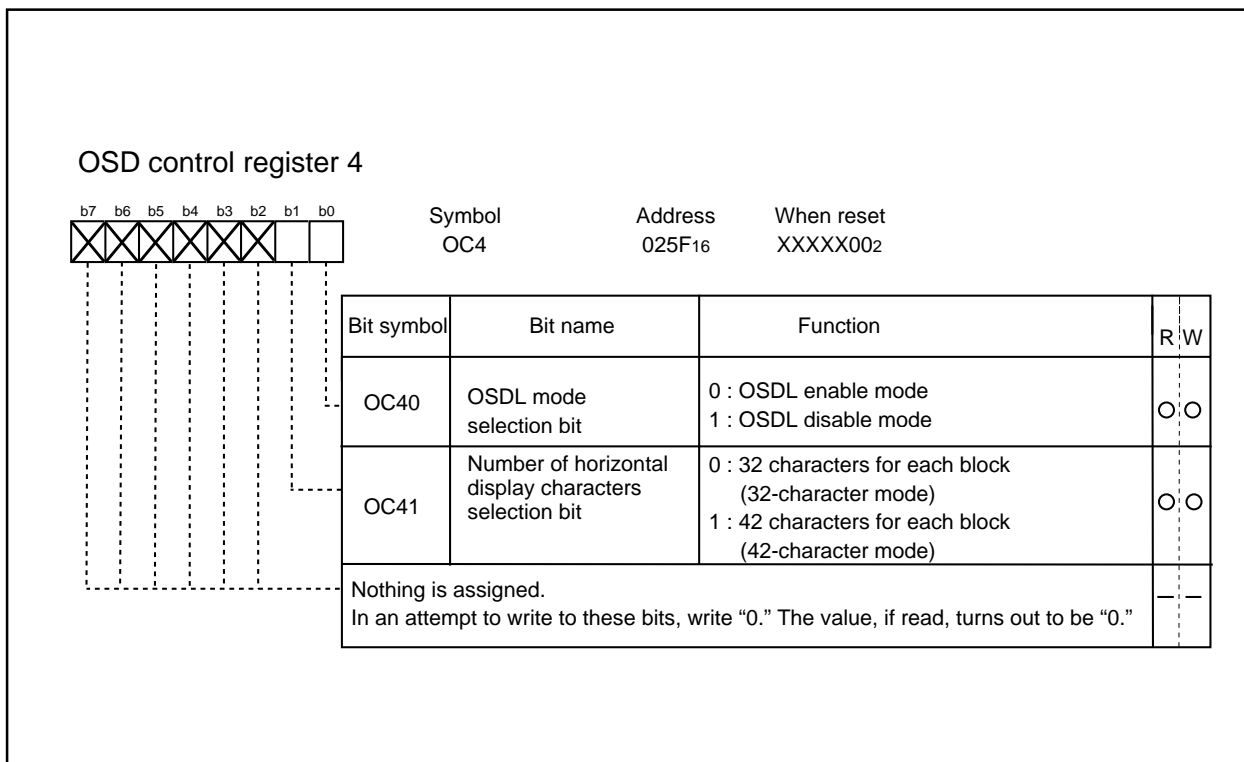 OSD control register 4
b7 b6 b5 b4 b3 b2 b1 b0
Symbol Address When reset
OC4 025F16 XXXXX002
Bit symbol Bit name Function R W
OC40 OSDL mode selection bit 0 : OSDL enable mode
1 : OSDL disable mode
OC41 Number of horizontal display characters selection bit 0 : 32 characters for each block
(32-character mode)
1 : 42 characters for each block
(42-character mode)
Nothing is assigned.
In an attempt to write to these bits, write “0.” The value, if read, turns out to be “0.”